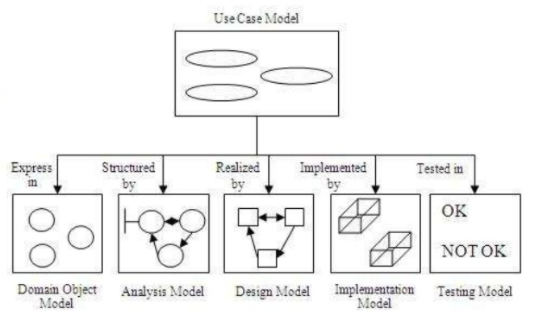 Use Case Model
Express in
Structured by
Realized by
Implemented by
Tested in
OK
NOT OK
Domain Object
Model
Analysis Model
Design Model
Implementation
Model
Testing Model